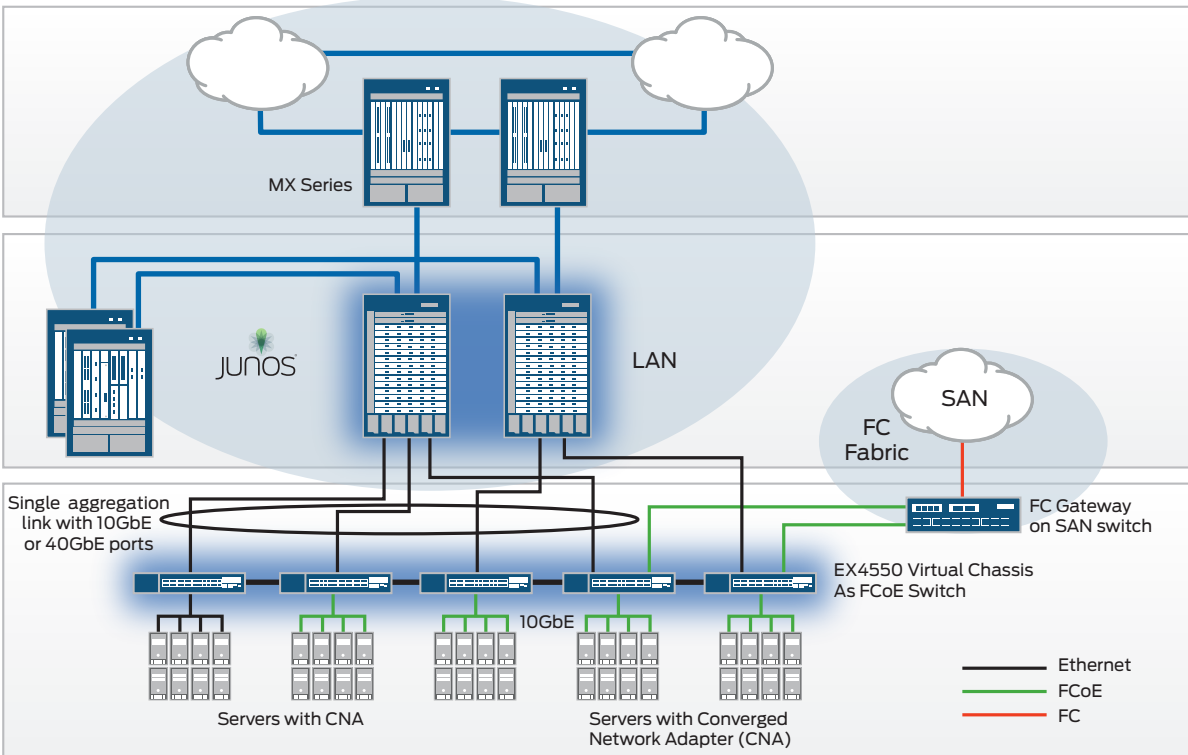 MX Series
JUNOS
LAN
SAN
FC
Fabric
Single aggregation
link with 10GbE
or 40GbE ports
FC Gateway
on SAN switch
EX4550 Virtual Chassis
As FCoE Switch
10GbE
Servers with CNA
Servers with Converged
Network Adapter (CNA)
Ethernet
FCoE
FC